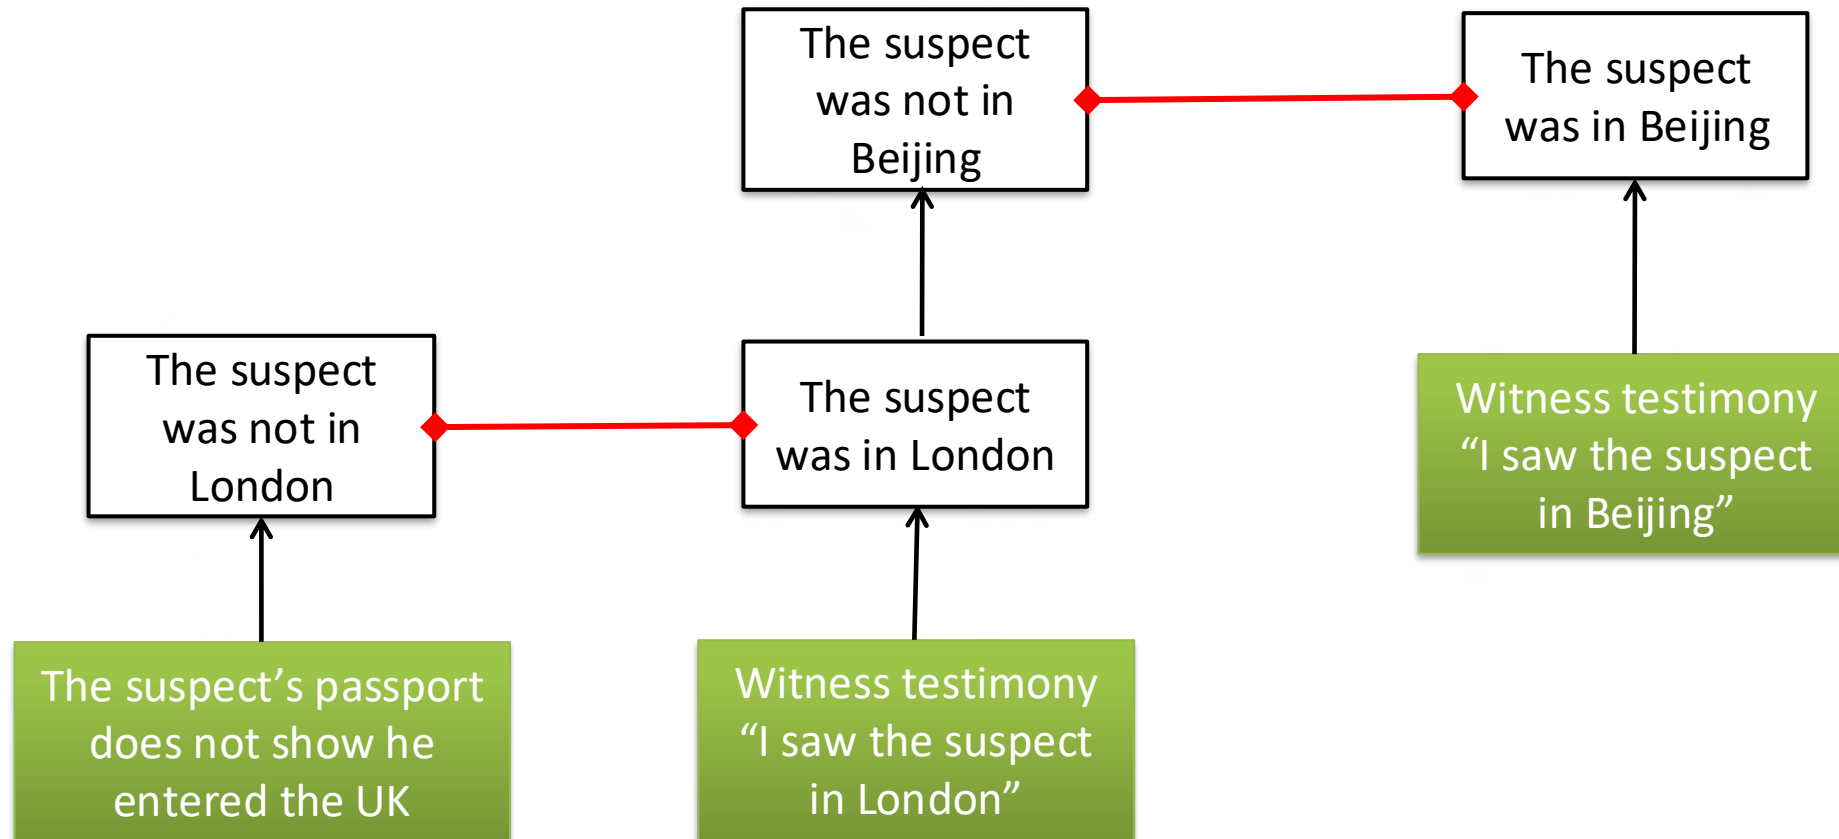 The suspect
was not in
Beijing
The suspect
was in Beijing
The suspect
was not in
London
The suspect
was in London
Witness testimony
“I saw the suspect
in Beijing”
The suspect’s passport
does not show he
entered the UK
Witness testimony
“I saw the suspect
in London”